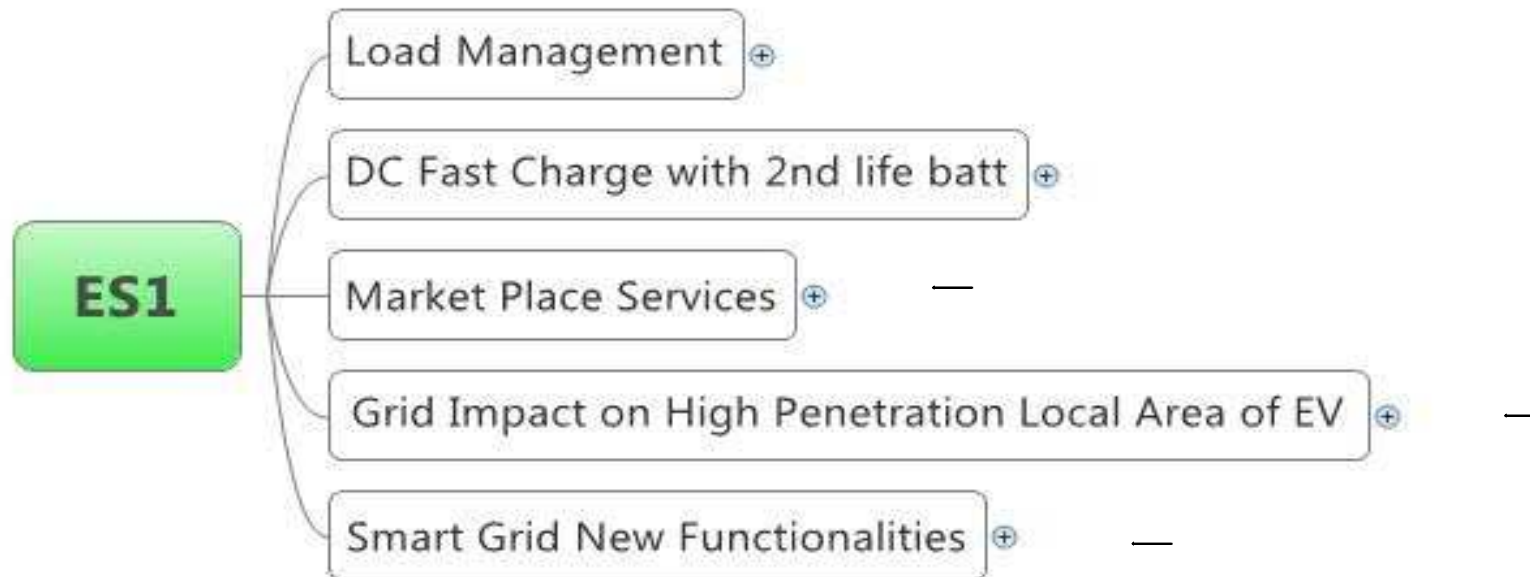 Load Management
DC Fast Charge with 2nd life batt
ES1
Market Place Services
Grid Impact on High Penetration Local Area of EV
Smart Grid New Functionalities